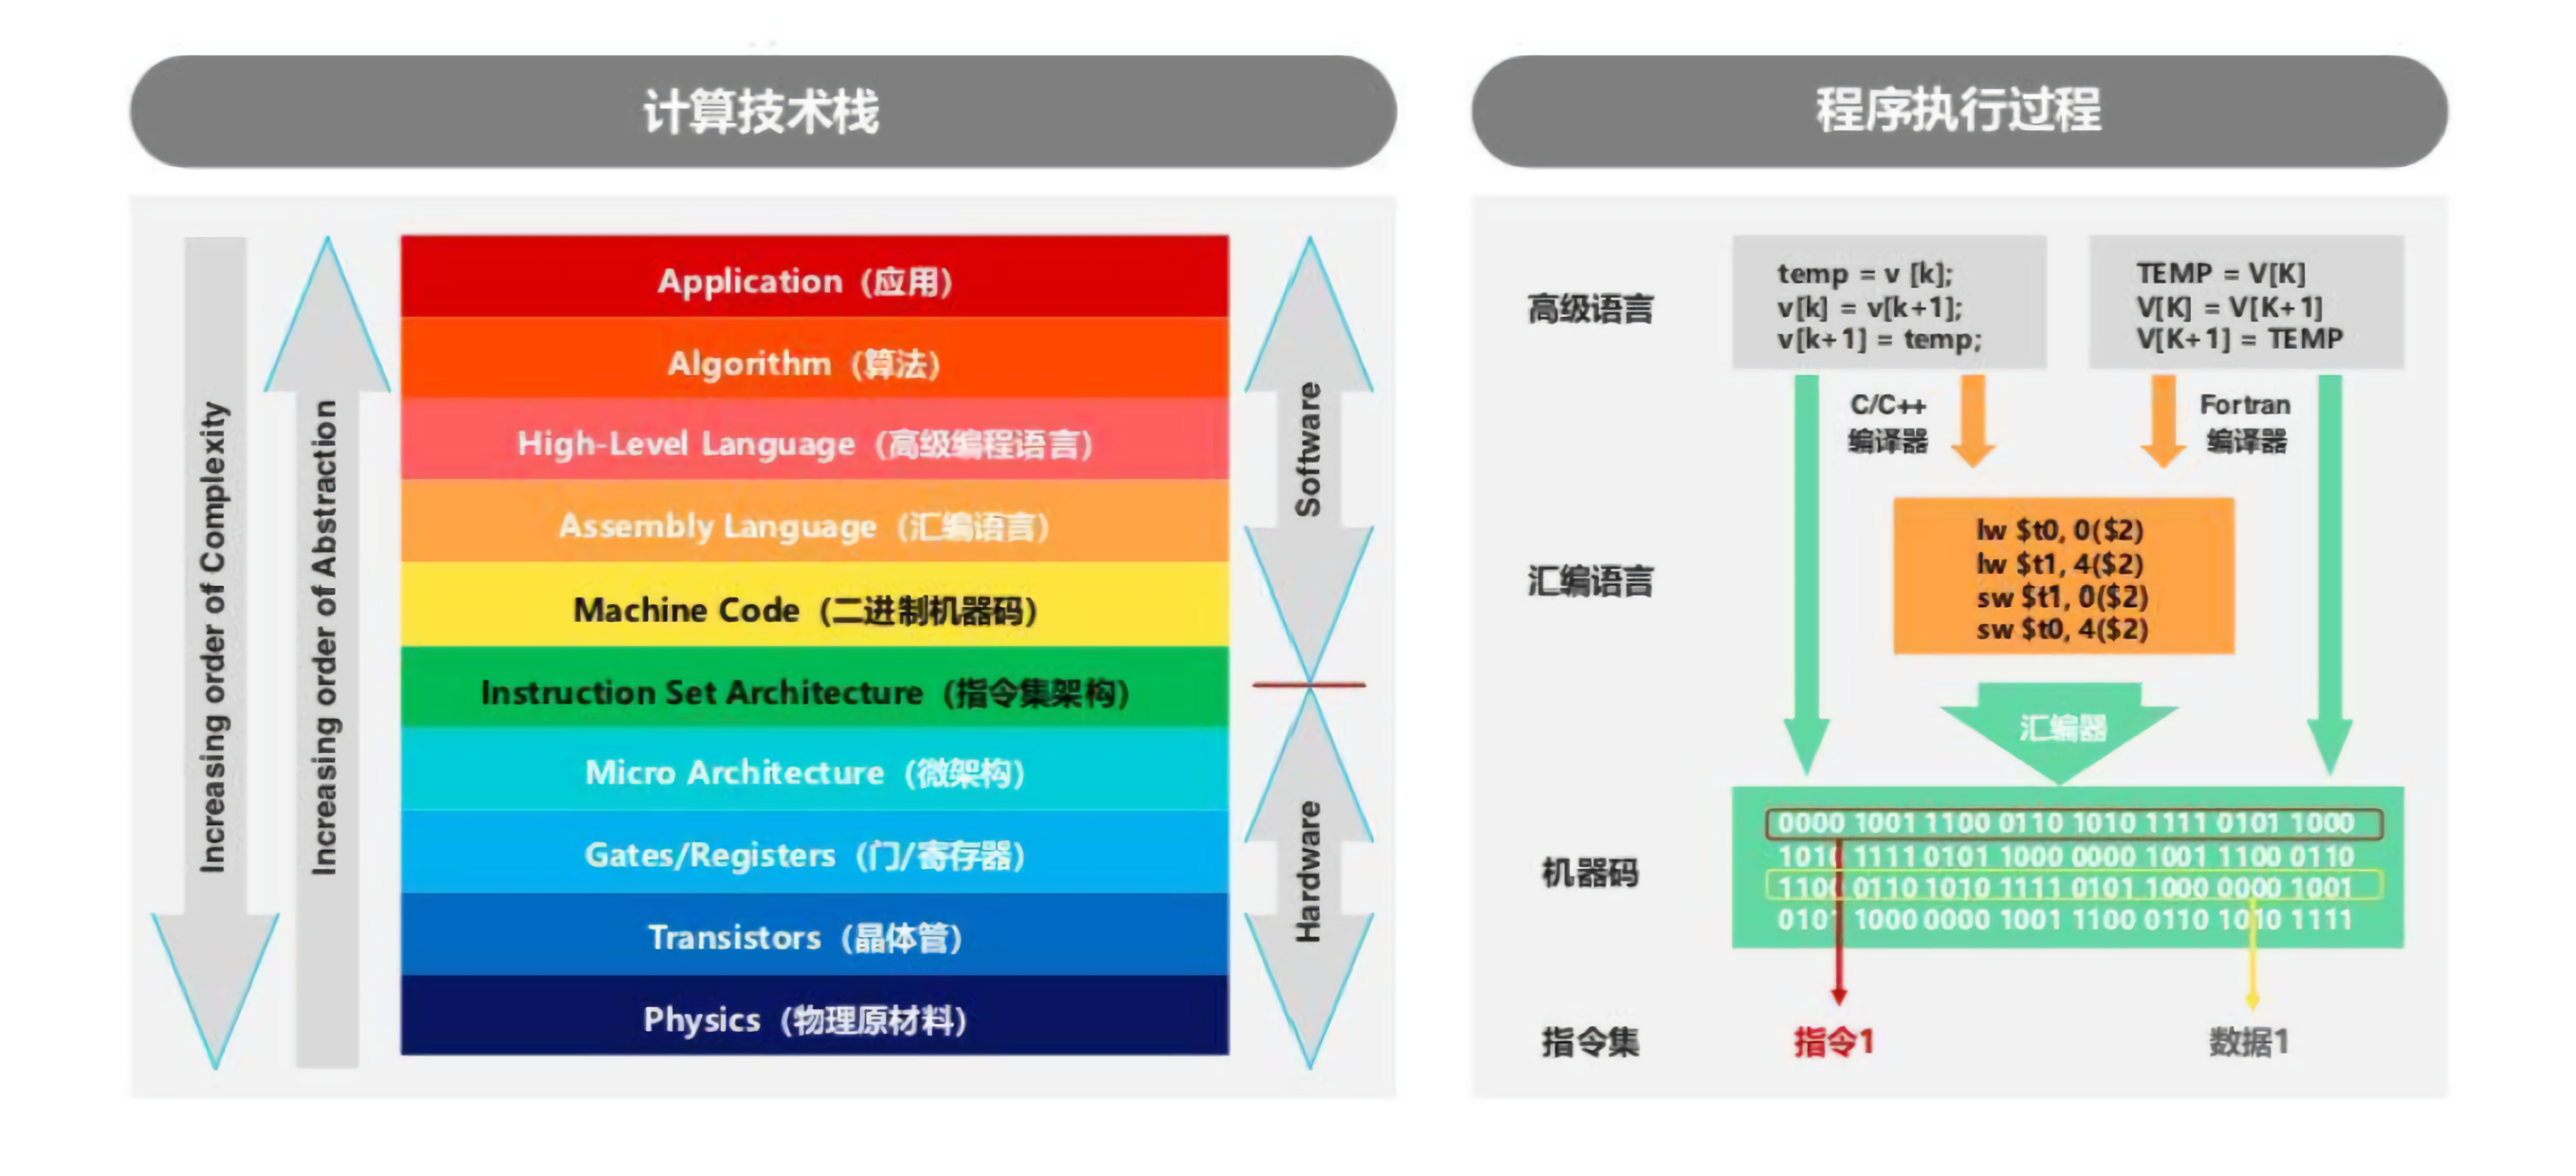 计算技术栈
Increasing order of Complexity
Increasing order of Abstraction
Application (应用)
Algorithm (算法)
High-Level Language (高级编程语言)
Assembly Language (汇编语言)
Machine Code (二进制机器码)
Instruction Set Architecture (指令集架构)
Micro Architecture (微架构)
Gates/Registers (门/寄存器)
Transistors (晶体管)
Physics (物理原材料)
Software
Hardware
程序执行过程
高级语言
temp = v [k];
v[k] = v[k+1];
v[k+1] = temp;
TEMP = V[K]
V[K] = V[K+1]
V[K+1] = TEMP
C/C++
编译器
Fortran
编译器
汇编语言
lw $t0, 0($2)
lw $t1, 4($2)
sw $t1, 0($2)
sw $t0, 4($2)
汇编器
机器码
0000 1001 1100 0110 1010 1111 0101 1000
1010 1111 0101 1000 0000 1001 1100 0110
1100 0110 1010 1111 0101 1000 0000 1001
0101 1000 0000 1001 1100 0110 1010 1111
指令集
指令1
数据1